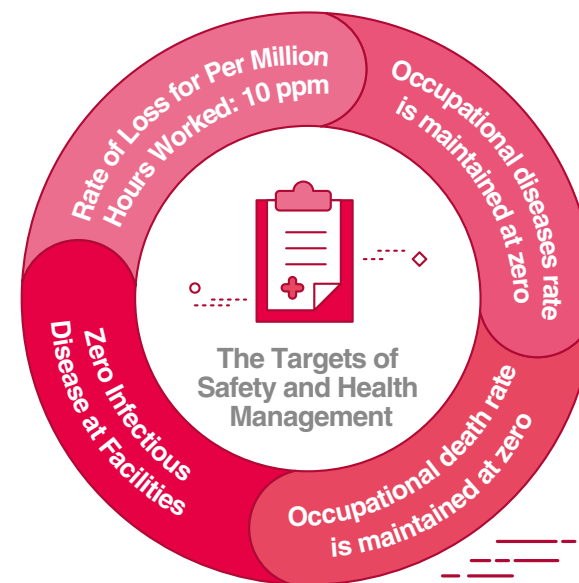 Rate of Loss for Per Million
Hours Worked: 10 ppm
Occupational diseases rate
is maintained at zero
Occupational death rate
is maintained at zero
Zero Infectious
Disease at Facilities
The Targets of
Safety and Health
Management